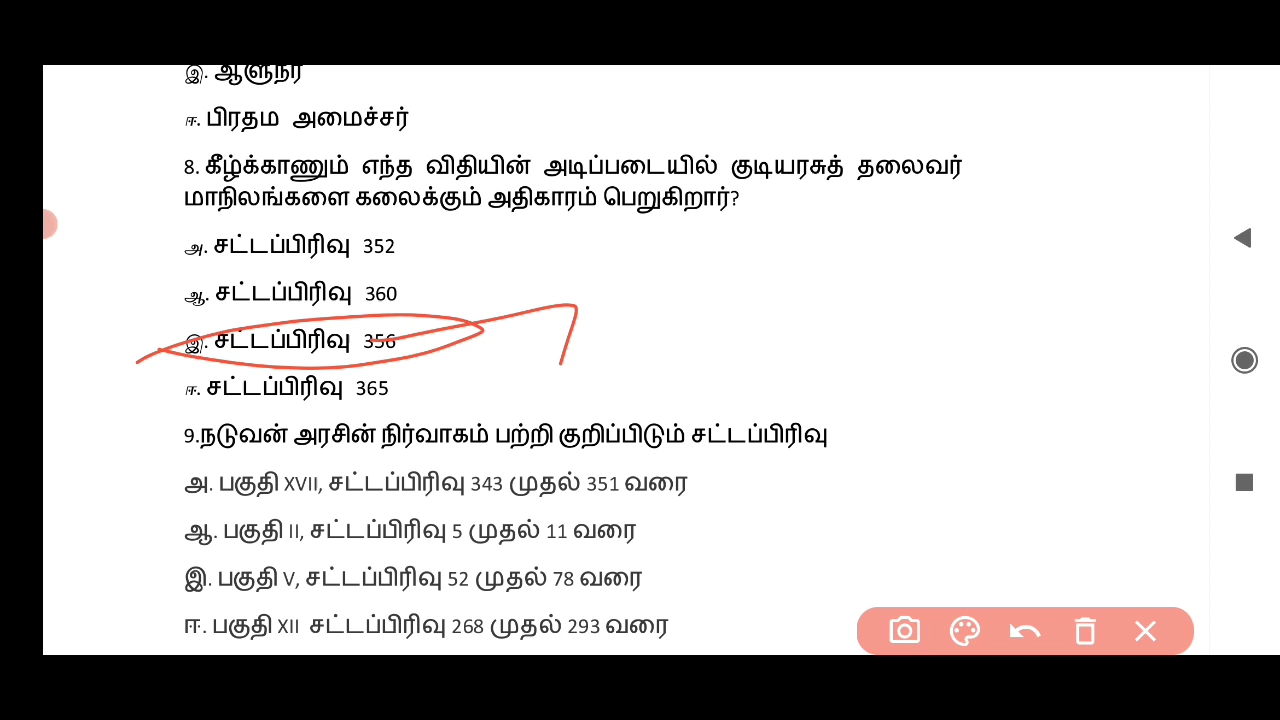 இ. ஆளுநர்
ஈ. பிரதம அமைச்சர்
8. கீழ்க்காணும் எந்த விதியின் அடிப்படையில் குடியரசுத் தலைவர்
மாநிலங்களை கலைக்கும் அதிகாரம் பெறுகிறார்?
அ. சட்டப்பிரிவு 352
ஆ. சட்டப்பிரிவு 360
இ. சட்டப்பிரிவு 356
ஈ. சட்டப்பிரிவு 365
9.நடுவன் அரசின் நிர்வாகம் பற்றி குறிப்பிடும் சட்டப்பிரிவு
அ. பகுதி XVII, சட்டப்பிரிவு 343 முதல் 351 வரை
ஆ. பகுதி II, சட்டப்பிரிவு 5 முதல் 11 வரை
இ. பகுதி V, சட்டப்பிரிவு 52 முதல் 78 வரை
ஈ. பகுதி XII சட்டப்பிரிவு 268 முதல் 293 வரை